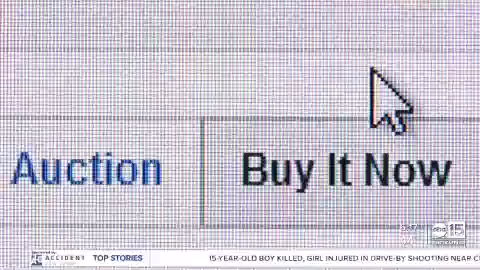 Auction
Buy It Now
abc 15
ACCIDENT
TOP STORIES
15-YEAR-OLD BOY KILLED, GIRL INJURED IN DRIVE-BY SHOOTING NEAR